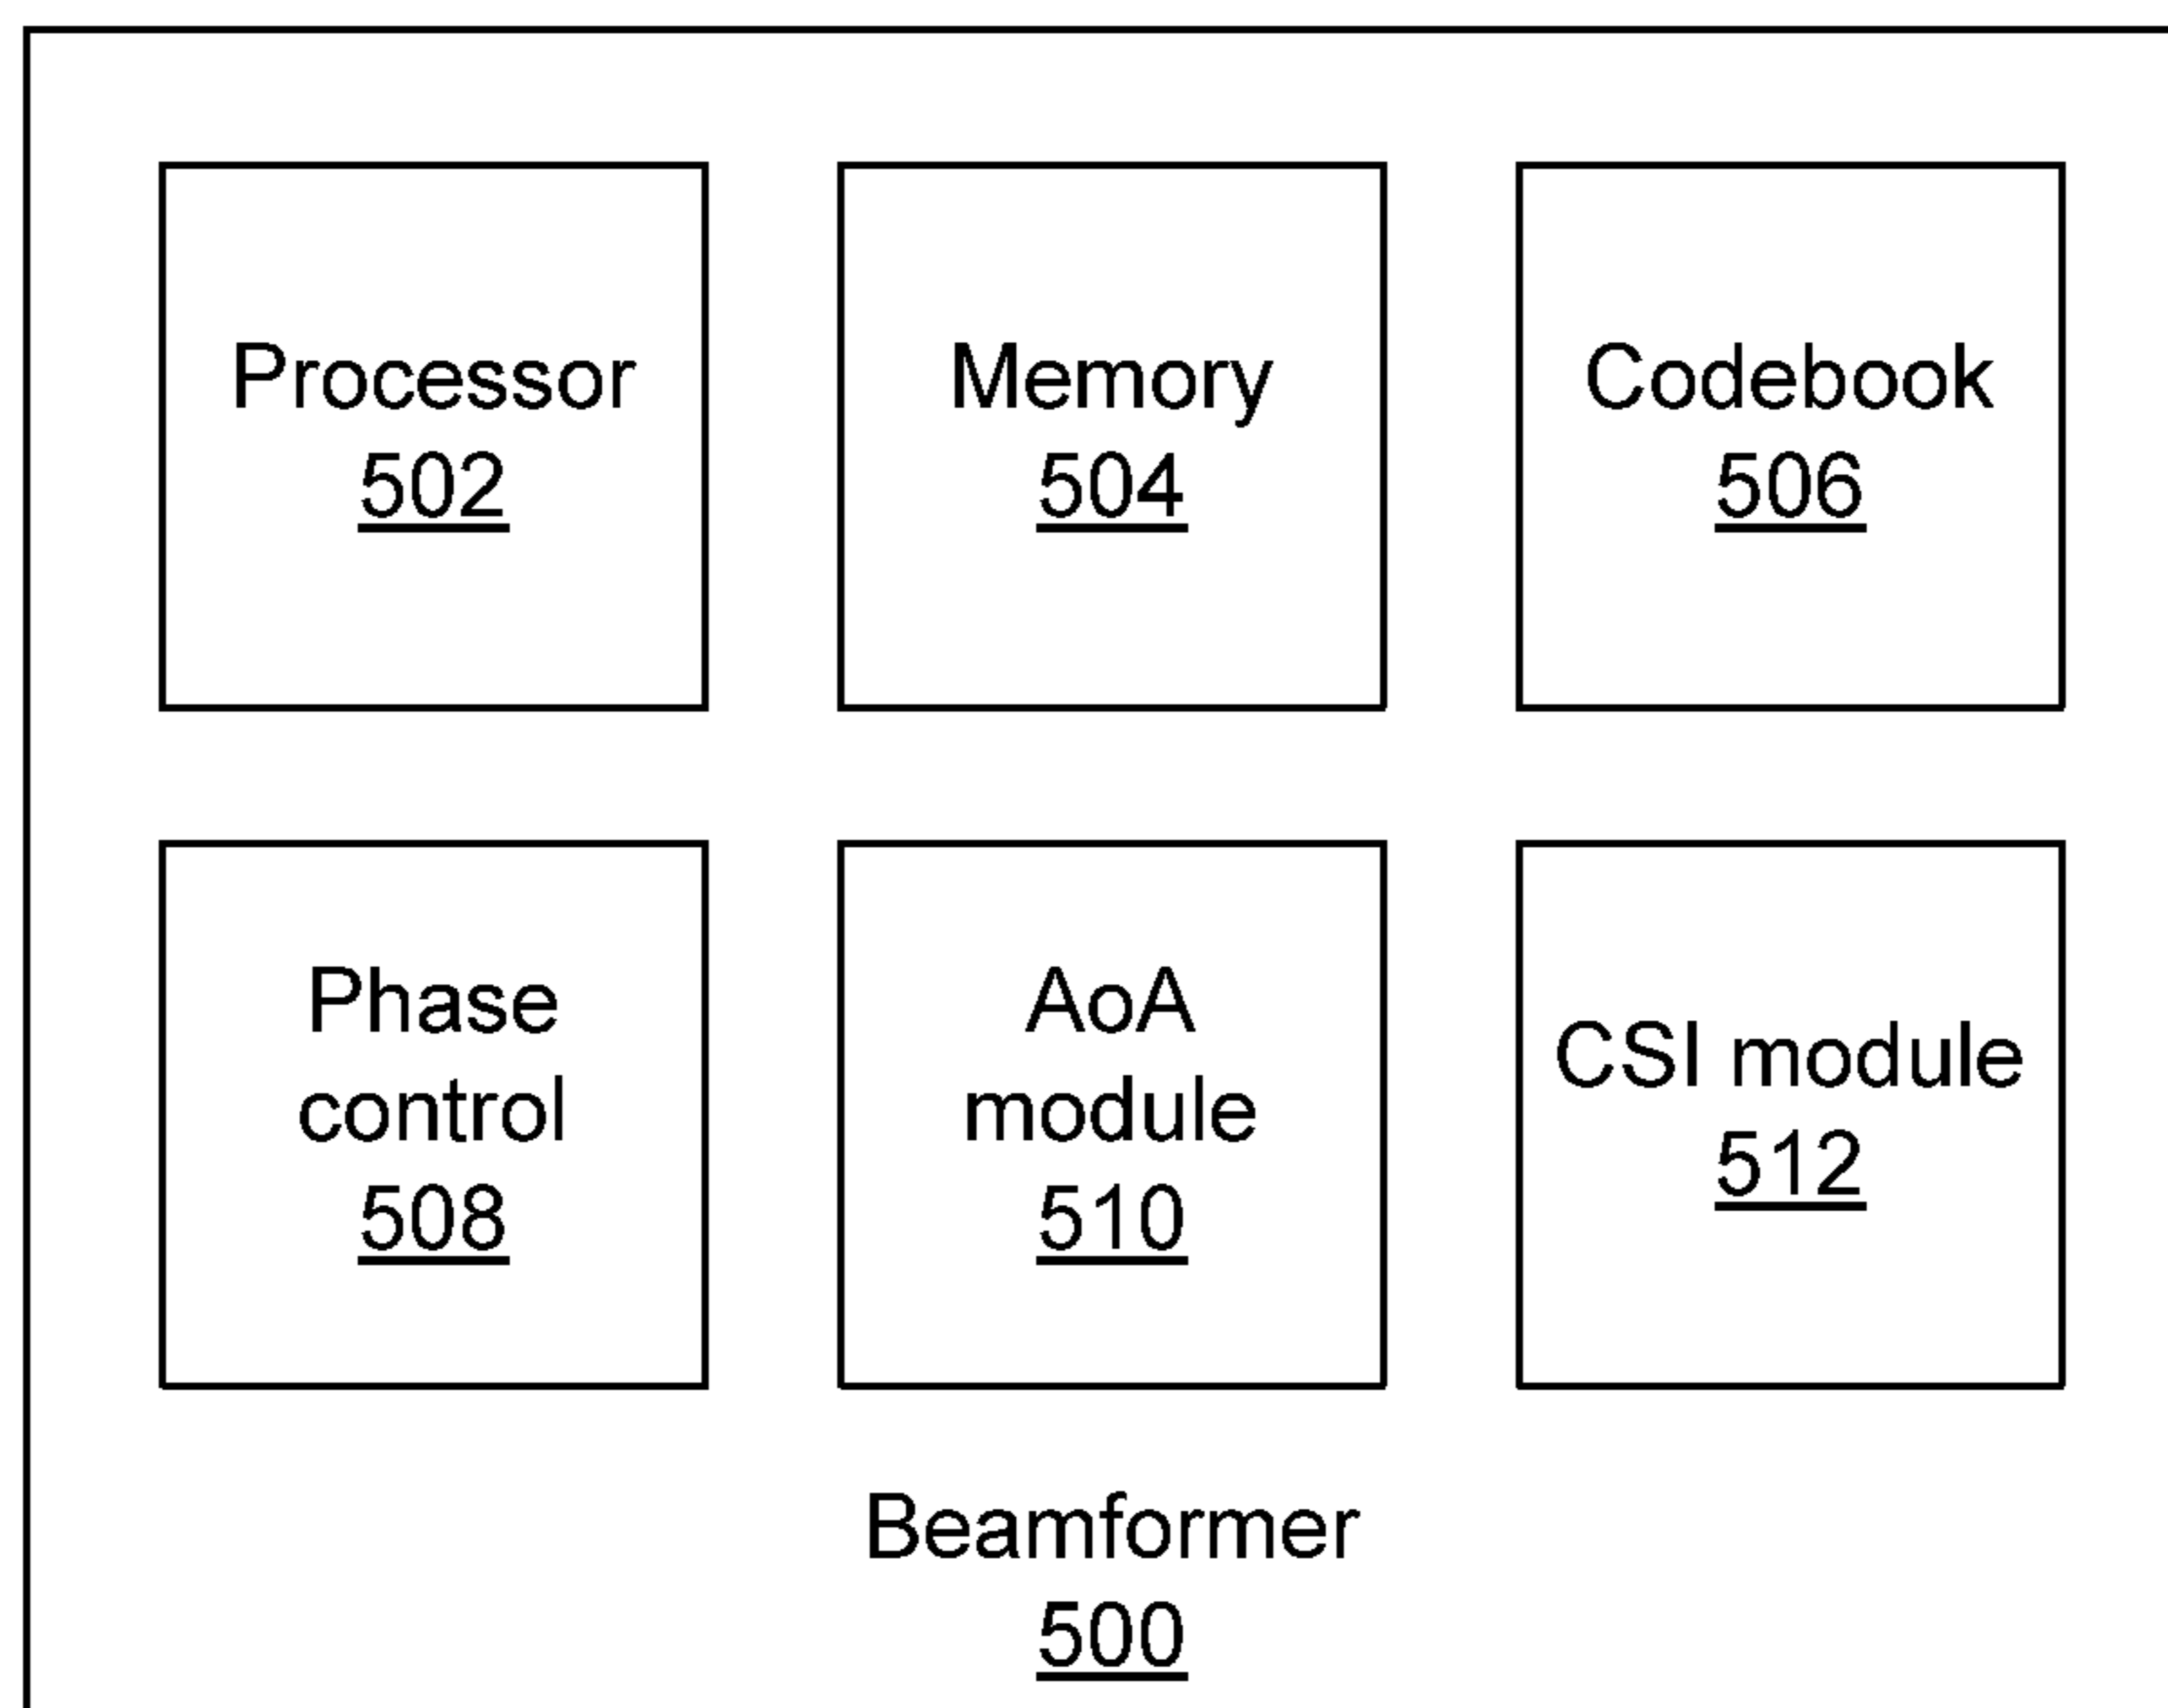 Processor
502
Memory
504
Codebook
506
Phase
control
508
AoA
module
510
CSI module
512
Beamformer
500